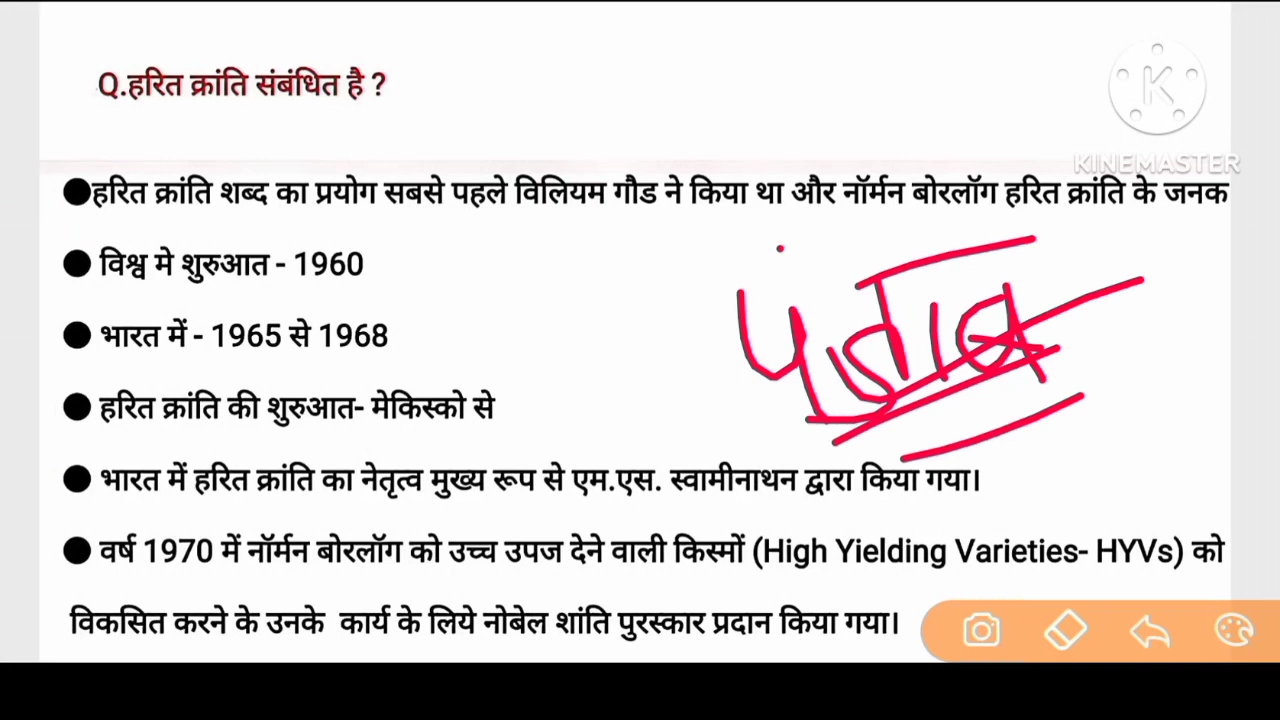 Q.हरित क्रांति संबंधित है ?
K
KINEMASTER
●हरित क्रांति शब्द का प्रयोग सबसे पहले विलियम गौड ने किया था और नॉर्मन बोरलॉग हरित क्रांति के जनक
● विश्व मे शुरुआत - 1960
पंजाब
● भारत में - 1965 से 1968
● हरित क्रांति की शुरुआत- मेकिस्को से
● भारत में हरित क्रांति का नेतृत्व मुख्य रूप से एम.एस. स्वामीनाथन द्वारा किया गया।
● वर्ष 1970 में नॉर्मन बोरलॉग को उच्च उपज देने वाली किस्मों (High Yielding Varieties- HYVs) को
विकसित करने के उनके कार्य के लिये नोबेल शांति पुरस्कार प्रदान किया गया।